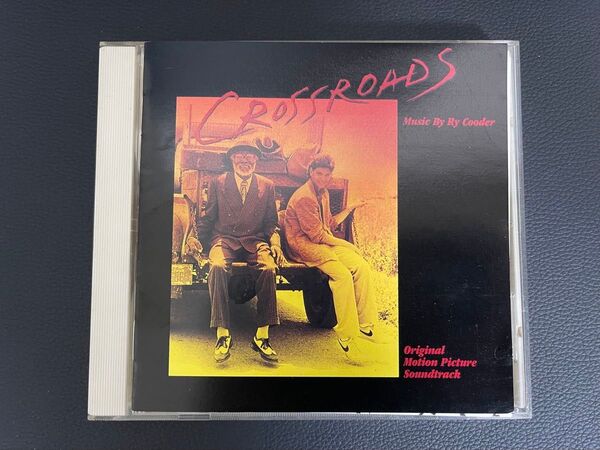 CROSSROADS
Music By Ry Cooder
Original
Motion Picture
Soundtrack